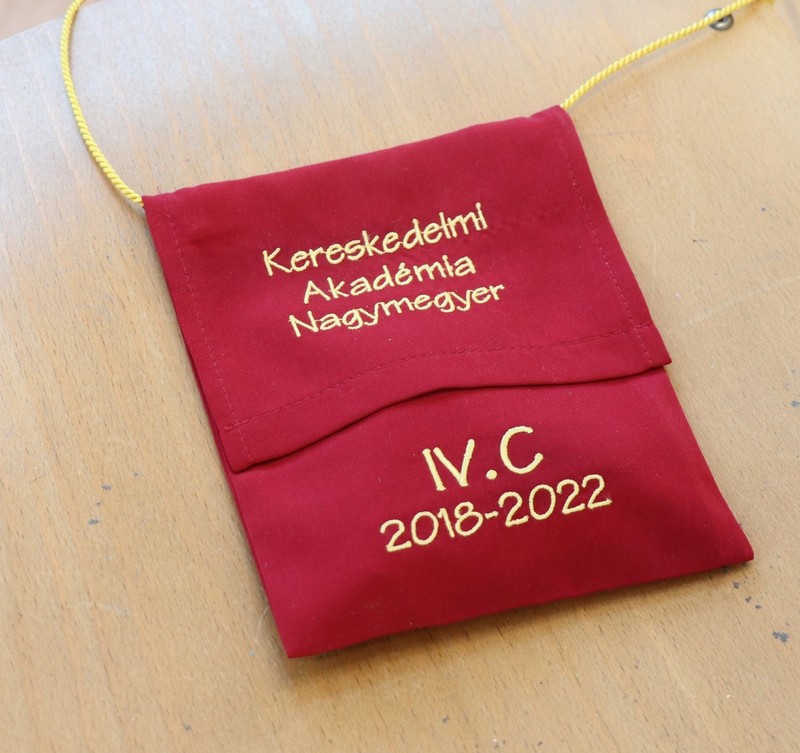 Kereskedelmi
Akadémia
Nagymegyer
IV.C
2018-2022